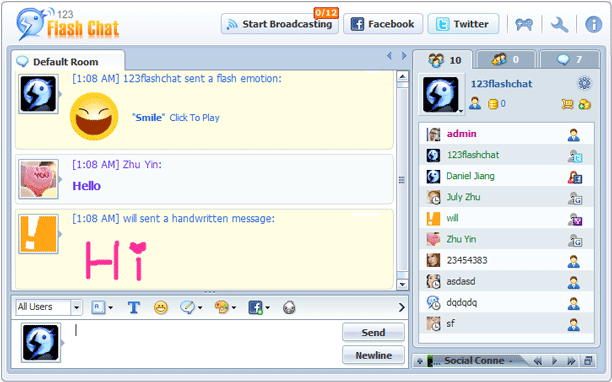 123
Flash Chat
Start Broadcasting
0/12
Facebook
Twitter
Default Room
10
0
7
[1:08 AM] 123flashchat sent a flash emotion:
"Smile" Click To Play
[1:08 AM] Zhu Yin:
Hello
[1:08 AM] will sent a handwritten message:
Hi
All Users
Send
Newline
123flashchat
0
admin
123flashchat
Daniel Jiang
July Zhu
will
Zhu Yin
23454383
asdasd
dqdqdq
sf
... Social Conne